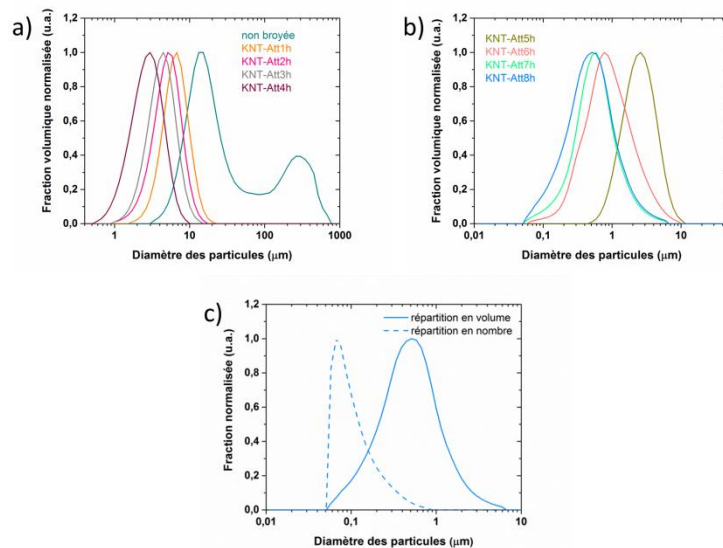 a)
Fraction volumique normalisée (u.a.)
1,2
1,0
0,8
0,6
0,4
0,2
0,0
non broyée
KNT-Att1h
KNT-Att2h
KNT-Att3h
KNT-Att4h
1
10
100
1000
Diamètre des particules (µm)
b)
Fraction volumique normalisée (u.a.)
1,2
1,0
0,8
0,6
0,4
0,2
0,0
KNT-Att5h
KNT-Att6h
KNT-Att7h
KNT-Att8h
0,01
0,1
1
10
Diamètre des particules (µm)
c)
Fraction normalisée (u.a.)
1,2
1,0
0,8
0,6
0,4
0,2
0,0
répartition en volume
répartition en nombre
0,01
0,1
1
10
Diamètre des particules (µm)